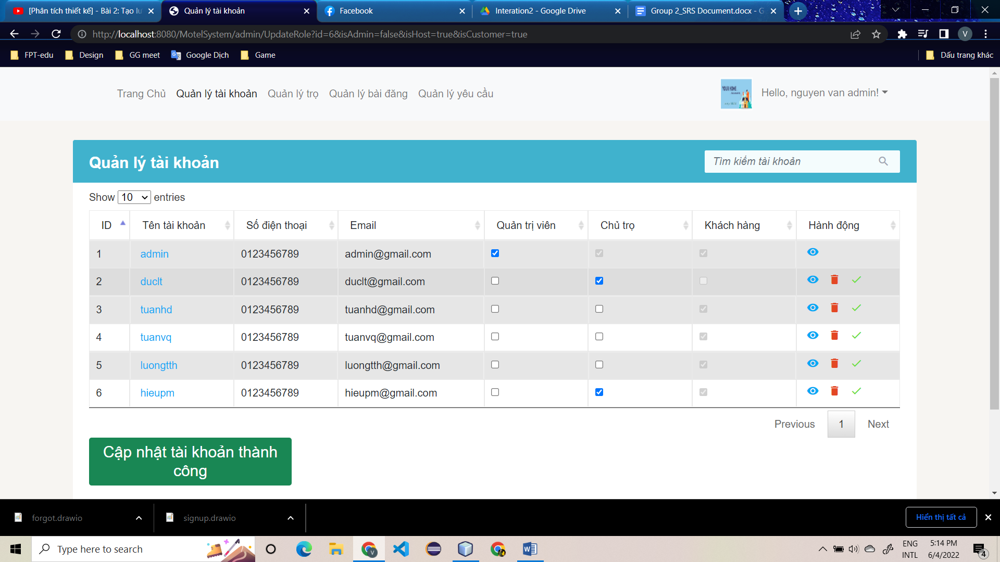 [Phân tích thiết kế] - Bài 2: Tạo lư
Quản lý tài khoản
Facebook
Interation2 - Google Drive
Group 2_SRS Document.docx - G
http://localhost:8080/MotelSystem/admin/UpdateRole?id=6&isAdmin=false&isHost=true&isCustomer=true
V
FPT-edu
Design
GG meet
Google Dịch
Game
Dấu trang khác
Trang Chủ
Quản lý tài khoản
Quản lý trọ
Quản lý bài đăng
Quản lý yêu cầu
YOUR HOME
Hello, nguyen van admin!
Quản lý tài khoản
Tìm kiếm tài khoản
Show 10 entries
ID Tên tài khoản Số điện thoại Email Quản trị viên Chủ trọ Khách hàng Hành động
1 admin 0123456789 admin@gmail.com
2 duclt 0123456789 duclt@gmail.com
3 tuanhd 0123456789 tuanhd@gmail.com
4 tuanvq 0123456789 tuanvq@gmail.com
5 luongtth 0123456789 luongtth@gmail.com
6 hieupm 0123456789 hieupm@gmail.com
Previous 1 Next
Cập nhật tài khoản thành
công
forgot.drawio
signup.drawio
Hiển thị tất cả
Type here to search
ENG
INTL
5:14 PM
6/4/2022
4